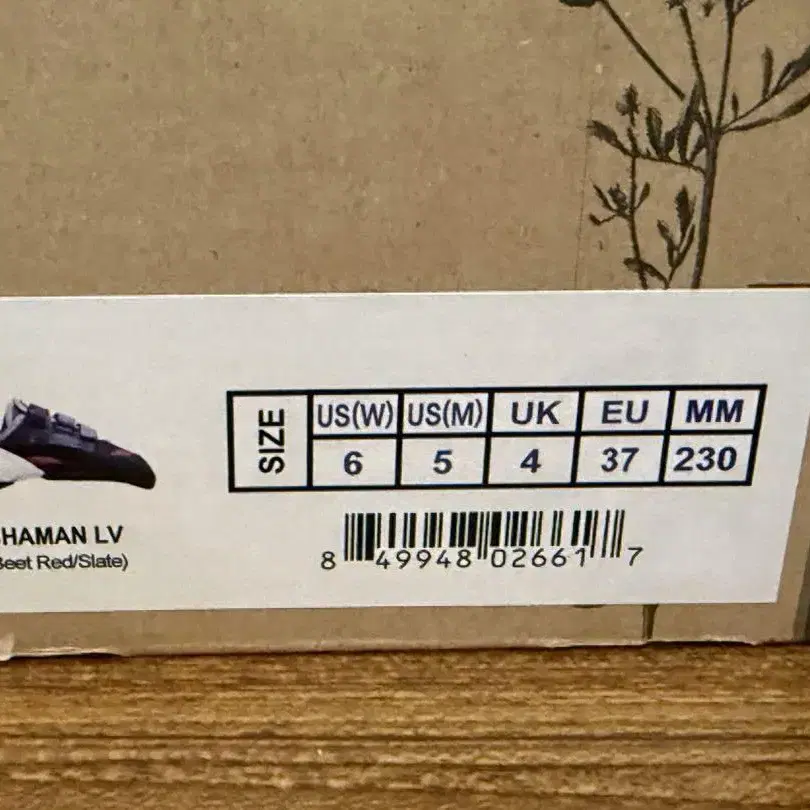 SIZE
US(W) US(M) UK EU MM
6 5 4 37 230
HAMAN LV
Beet Red/Slate)
8 49948 02661 7